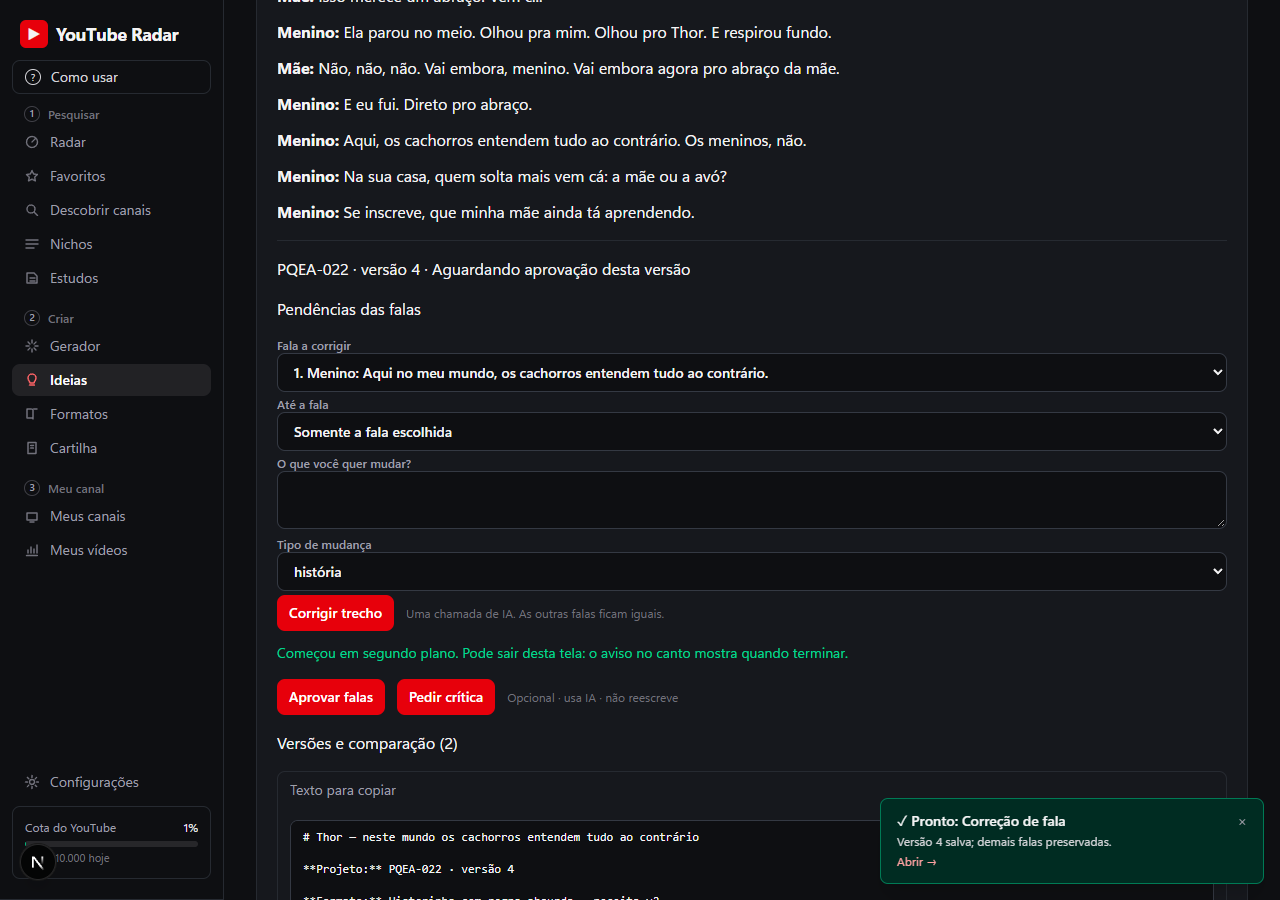 YouTube Radar
Como usar
1 Pesquisar
Radar
Favoritos
Descobrir canais
Nichos
Estudos
2 Criar
Gerador
Ideias
Formatos
Cartilha
3 Meu canal
Meus canais
Meus vídeos
Configurações
Cota do YouTube 1%
10.000 hoje
N
Menino: Ela parou no meio. Olhou pra mim. Olhou pro Thor. E respirou fundo.
Mãe: Não, não, não. Vai embora, menino. Vai embora agora pro abraço da mãe.
Menino: E eu fui. Direto pro abraço.
Menino: Aqui, os cachorros entendem tudo ao contrário. Os meninos, não.
Menino: Na sua casa, quem solta mais vem cá: a mãe ou a avó?
Menino: Se inscreve, que minha mãe ainda tá aprendendo.
PQEA-022 · versão 4 · Aguardando aprovação desta versão
Pendências das falas
Fala a corrigir
1. Menino: Aqui no meu mundo, os cachorros entendem tudo ao contrário.
Até a fala
Somente a fala escolhida
O que você quer mudar?
Tipo de mudança
história
Corrigir trecho Uma chamada de IA. As outras falas ficam iguais.
Começou em segundo plano. Pode sair desta tela: o aviso no canto mostra quando terminar.
Aprovar falas Pedir crítica Opcional · usa IA · não reescreve
Versões e comparação (2)
Texto para copiar
# Thor — neste mundo os cachorros entendem tudo ao contrário
**Projeto:** PQEA-022 · versão 4
✓ Pronto: Correção de fala ×
Versão 4 salva; demais falas preservadas.
Abrir →